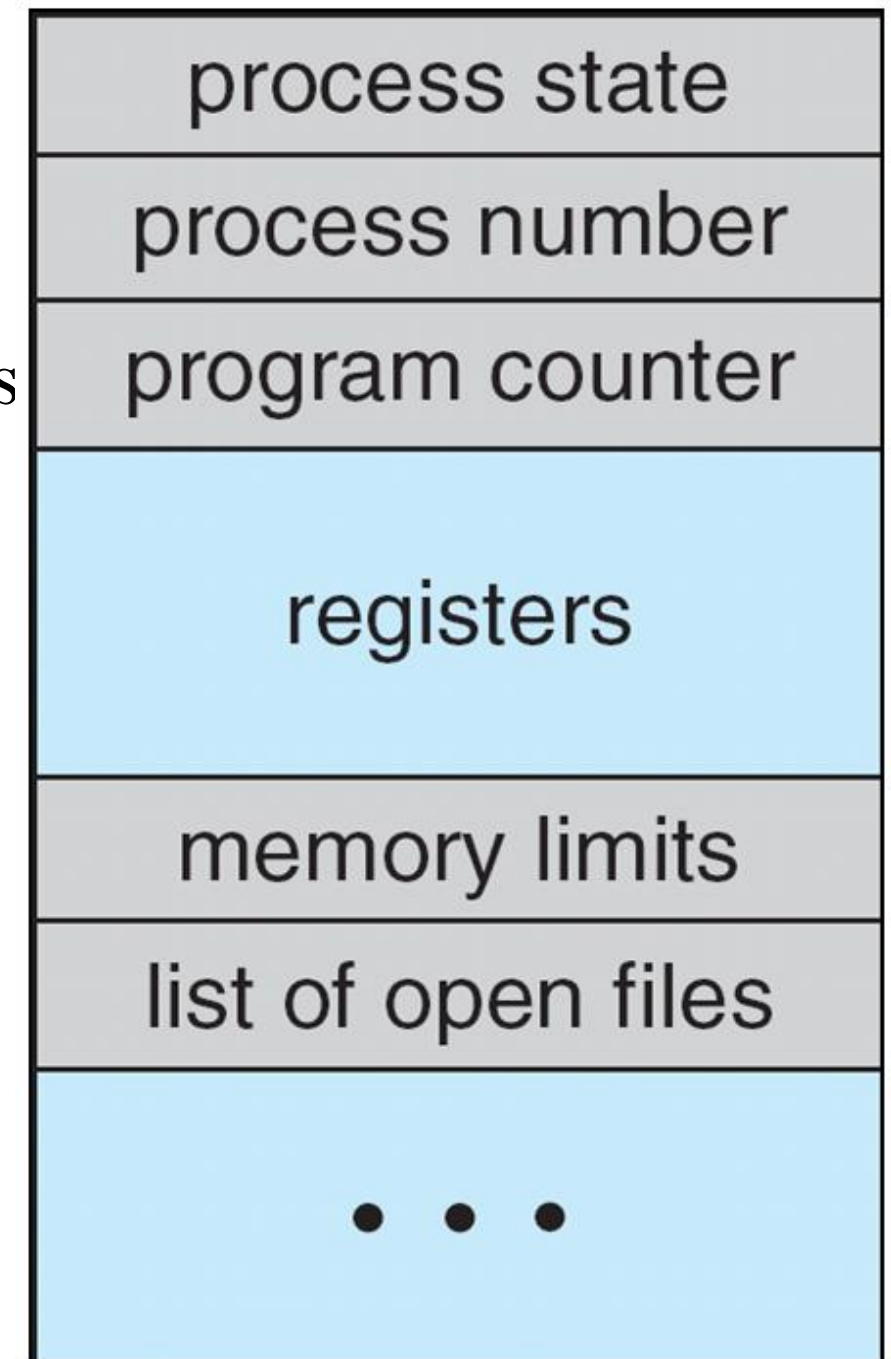 process state
process number
program counter
s
registers
memory limits
list of open files
• • •